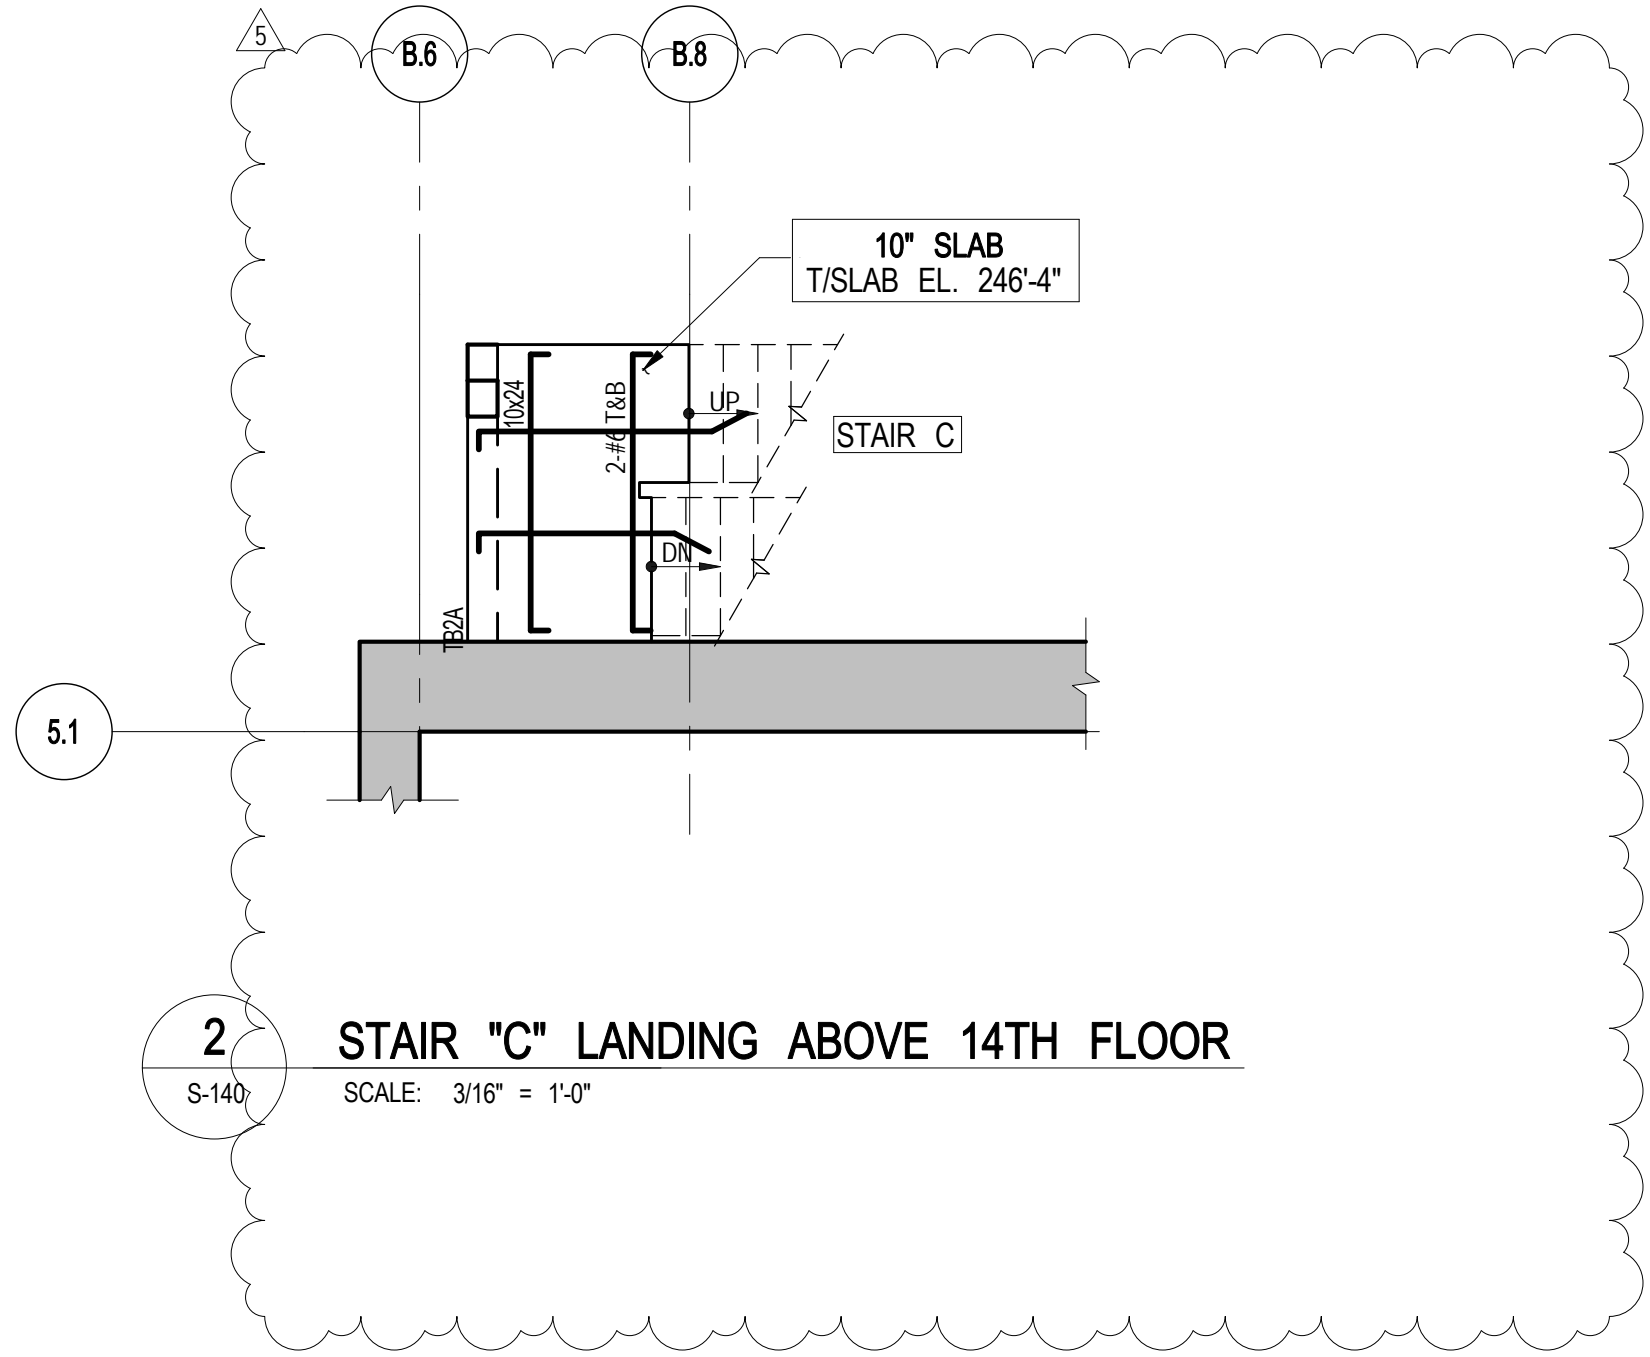 5
B.6
B.8
10" SLAB
T/SLAB EL. 246'-4"
10x24
2-#6 T&B
UP
STAIR C
DN
TB2A
5.1
2
S-140
STAIR "C" LANDING ABOVE 14TH FLOOR
SCALE: 3/16" = 1'-0"